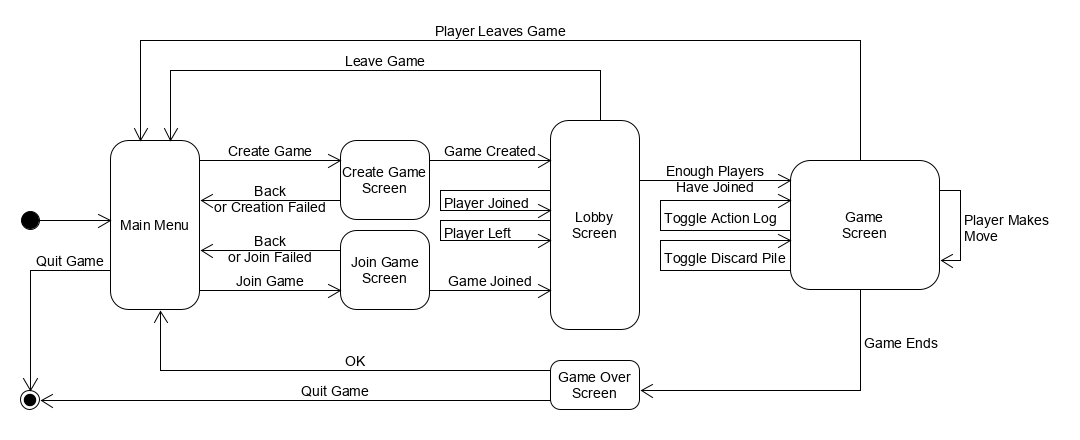 Player Leaves Game
Leave Game
Create Game
Create Game
Screen
Game Created
Back
or Creation Failed
Main Menu
Back
or Join Failed
Join Game
Screen
Join Game
Game Joined
Player Joined
Player Left
Lobby
Screen
Enough Players
Have Joined
Toggle Action Log
Toggle Discard Pile
Game
Screen
Player Makes
Move
Quit Game
Game Ends
OK
Game Over
Screen
Quit Game